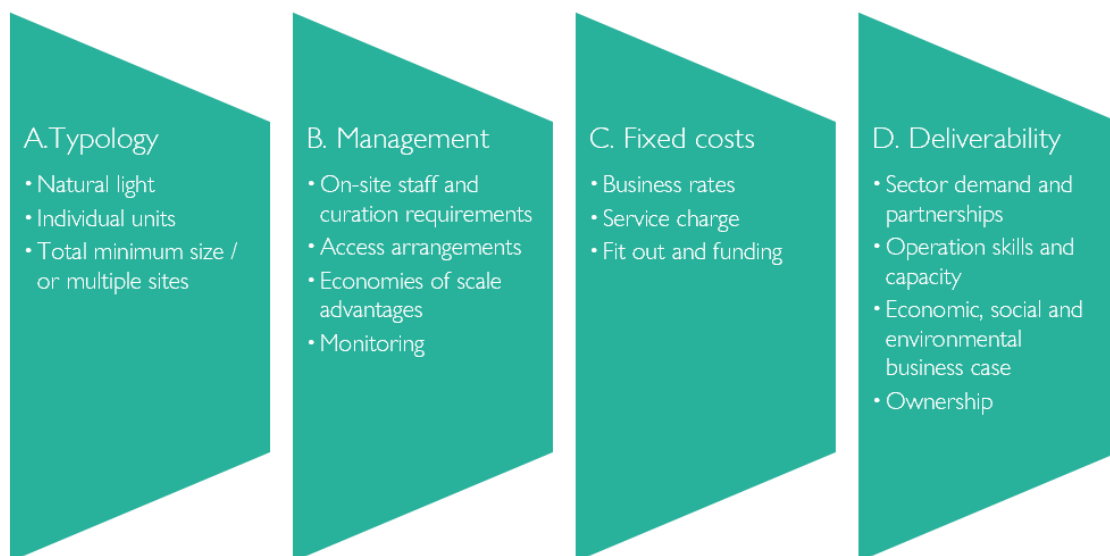 A.Typology
• Natural light
• Individual units
• Total minimum size /
or multiple sites
B. Management
• On-site staff and
curation requirements
• Access arrangements
• Economies of scale
advantages
• Monitoring
C. Fixed costs
• Business rates
• Service charge
• Fit out and funding
D. Deliverability
• Sector demand and
partnerships
• Operation skills and
capacity
• Economic, social and
environmental
business case
• Ownership